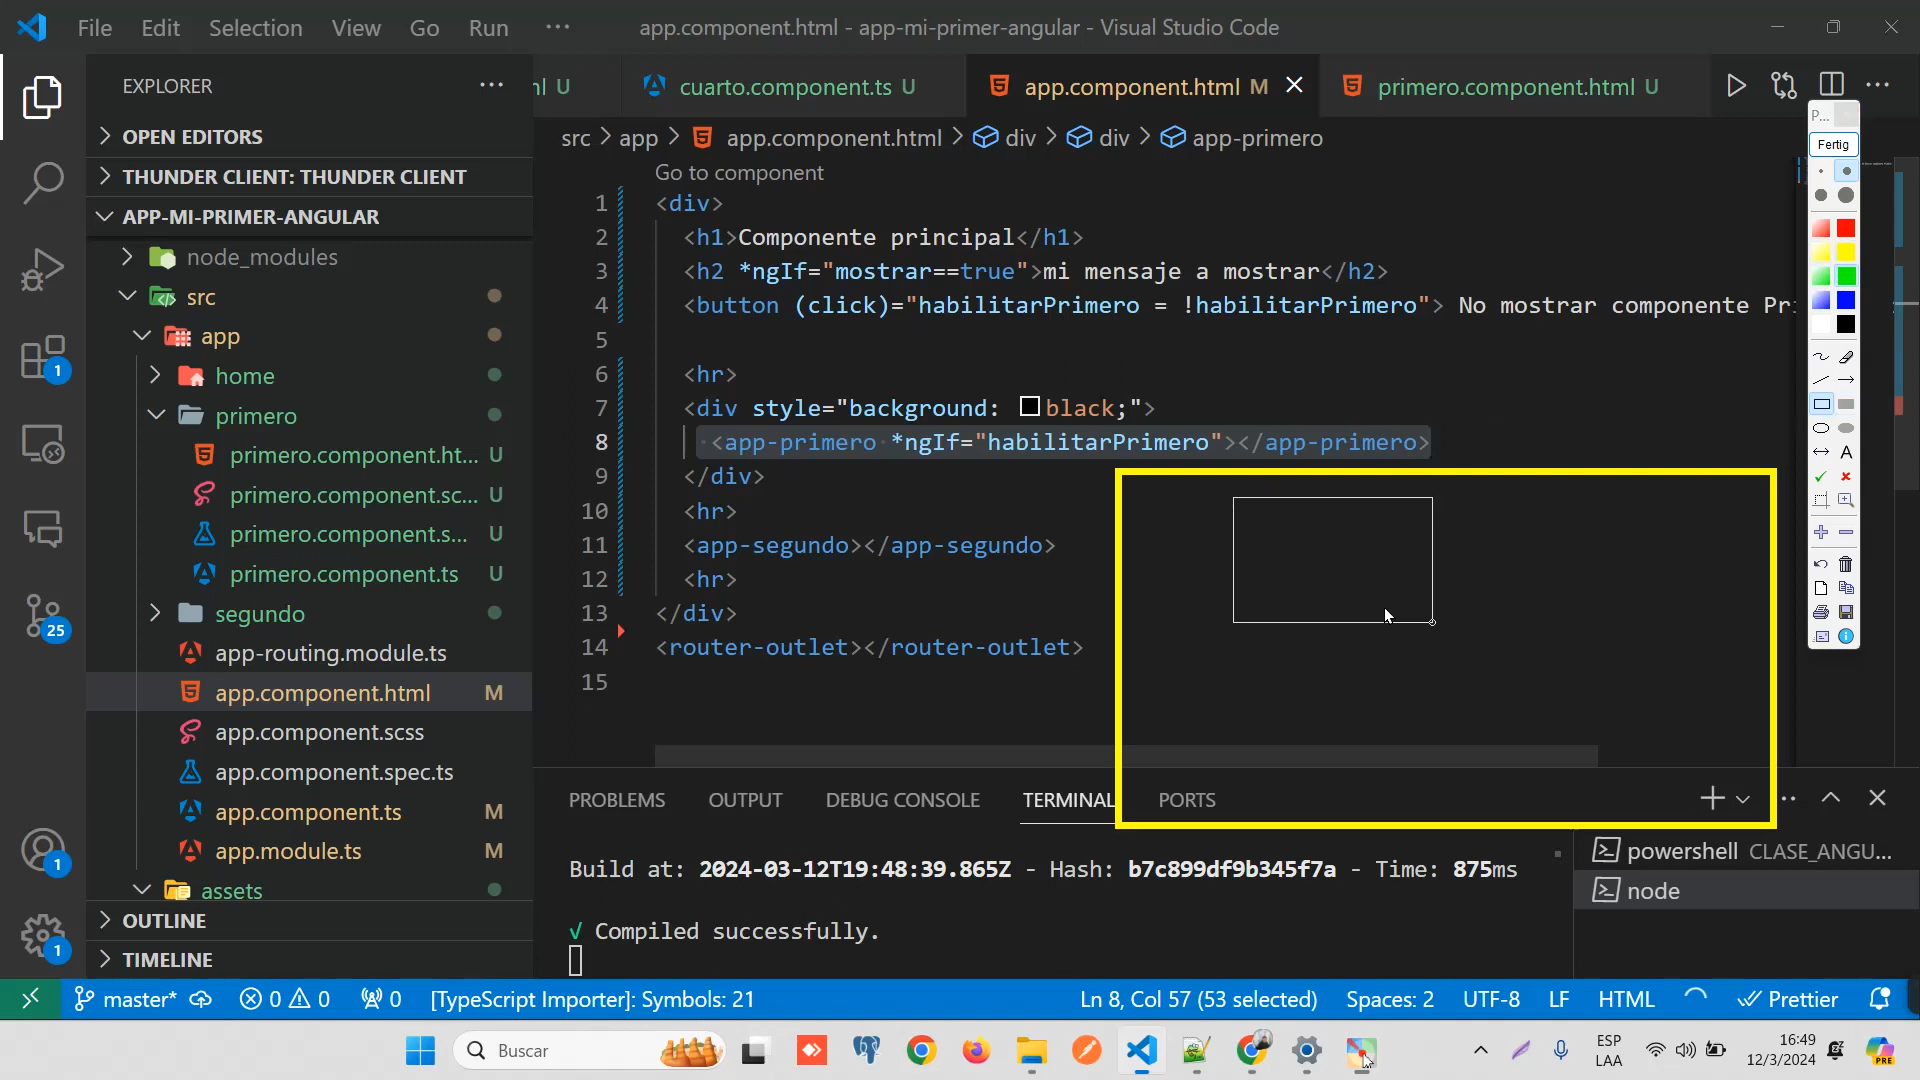 File Edit Selection View Go Run ··· app.component.html - app-mi-primer-angular - Visual Studio Code
EXPLORER ···
OPEN EDITORS
THUNDER CLIENT: THUNDER CLIENT
APP-MI-PRIMER-ANGULAR
node_modules
src
app
home
primero
primero.component.ht... U
primero.component.sc... U
primero.component.s... U
primero.component.ts U
segundo
app-routing.module.ts
app.component.html M
app.component.scss
app.component.spec.ts
app.component.ts M
app.module.ts M
assets
OUTLINE
TIMELINE
U cuarto.component.ts U app.component.html M primero.component.html U ···
src > app > app.component.html > div > div > app-primero
Go to component
1 <div>
2 <h1>Componente principal</h1>
3 <h2 *ngIf="mostrar==true">mi mensaje a mostrar</h2>
4 <button (click)="habilitarPrimero = !habilitarPrimero"> No mostrar componente Pri
5
6 <hr>
7 <div style="background: black;">
8 <app-primero *ngIf="habilitarPrimero"></app-primero>
9 </div>
10 <hr>
11 <app-segundo></app-segundo>
12 <hr>
13 </div>
14 <router-outlet></router-outlet>
15
P...
Fertig
A
PROBLEMS OUTPUT DEBUG CONSOLE TERMINAL PORTS
Build at: 2024-03-12T19:48:39.865Z - Hash: b7c899df9b345f7a - Time: 875ms
√ Compiled successfully.
powershell CLASE_ANGU...
node
1
25
1
1
master* 0 0 0 [TypeScript Importer]: Symbols: 21 Ln 8, Col 57 (53 selected) Spaces: 2 UTF-8 LF HTML Prettier
Buscar
ESP
LAA
16:49
12/3/2024
PRE